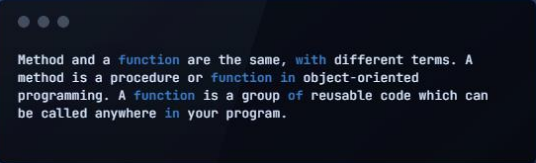 Method and a function are the same, with different terms. A
method is a procedure or function in object-oriented
programming. A function is a group of reusable code which can
be called anywhere in your program.